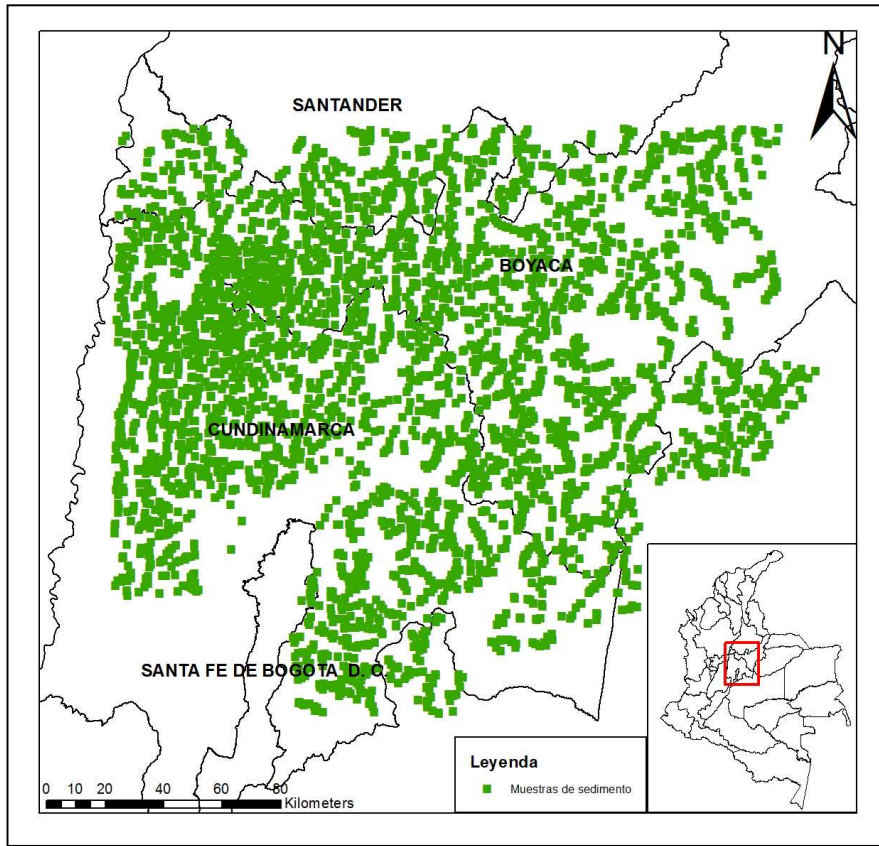 N
SANTANDER
BOYACA
CUNDINAMARCA
SANTA FE DE BOGOTA D. C
Leyenda
Muestras de sedimento
0 10 20 40 60 80
Kilometers